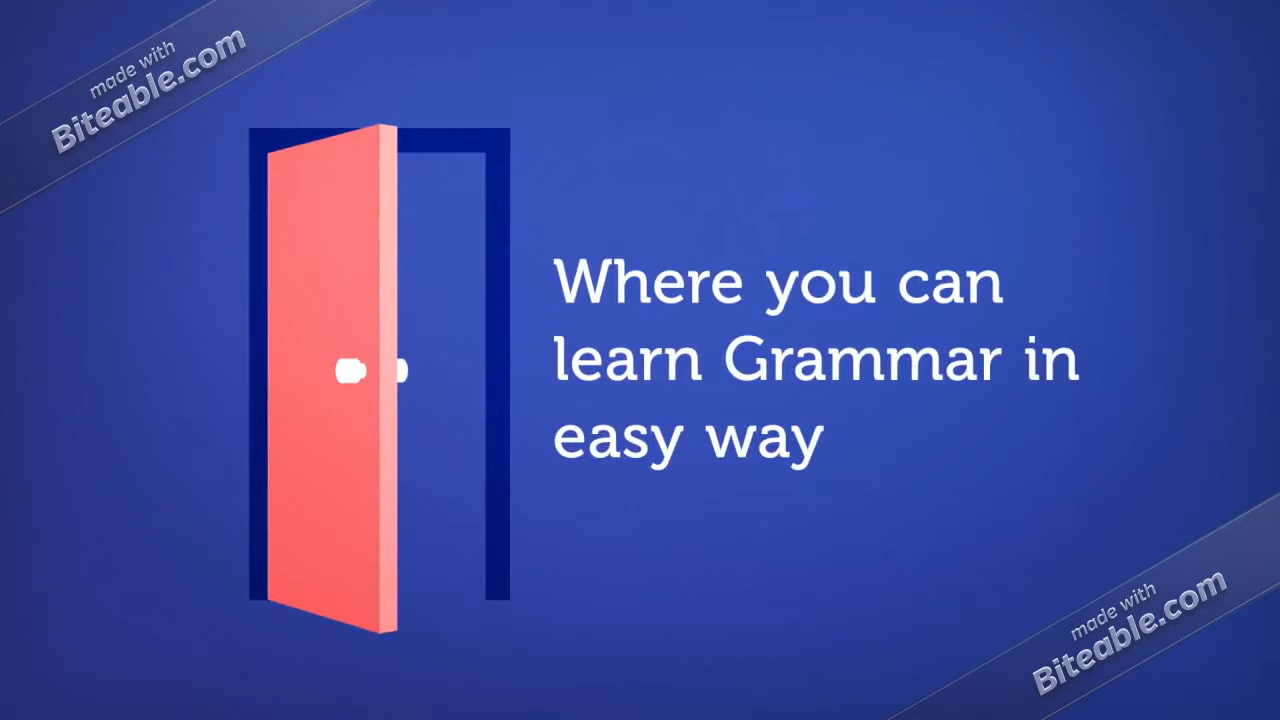 made with
Biteable.com
Where you can
learn Grammar in
easy way
made with
Biteable.com